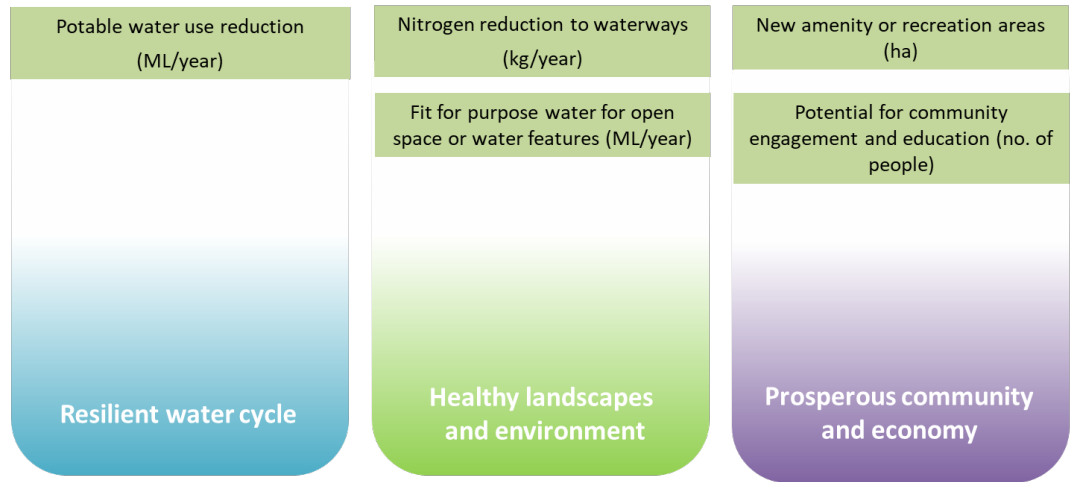 Potable water use reduction
(ML/year)
Resilient water cycle
Nitrogen reduction to waterways
(kg/year)
Fit for purpose water for open
space or water features (ML/year)
Healthy landscapes
and environment
New amenity or recreation areas
(ha)
Potential for community
engagement and education (no. of
people)
Prosperous community
and economy